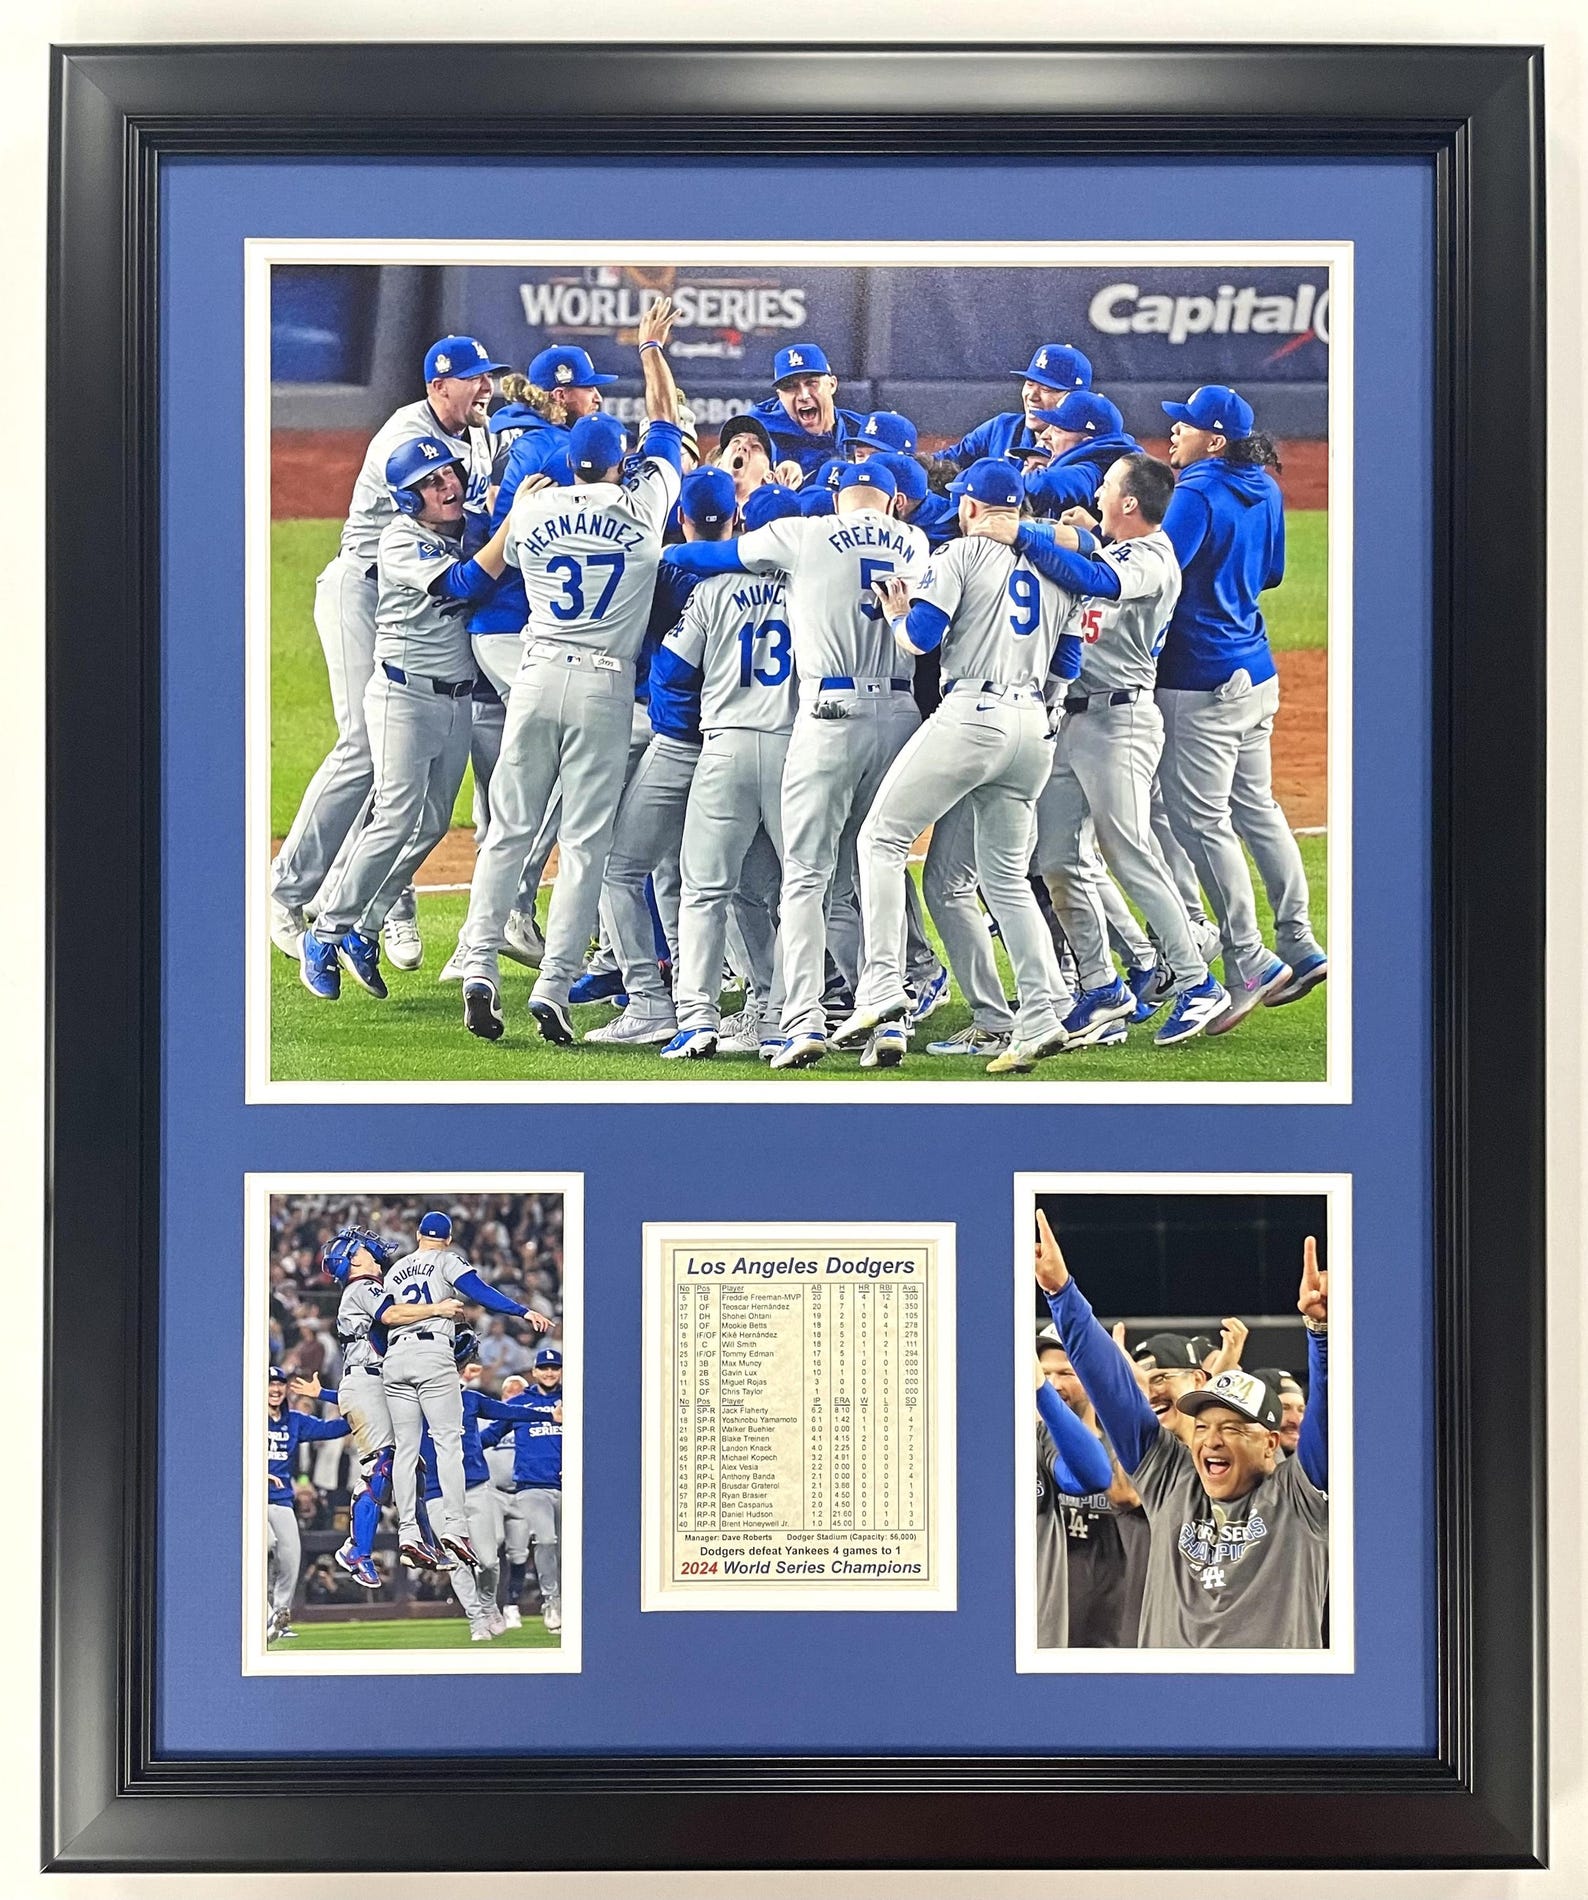 WORLD SERIES
Capital
HERNÁNDEZ
37
MUNC
13
FREEMAN
5
9
25
BUEHLER
21
SERIES
Los Angeles Dodgers
No Pos Player AB H HR RBI Avg.
5 1B Freddie Freeman-MVP 20 6 4 12 .300
37 OF Teoscar Hernández 20 7 1 4 .350
17 DH Shohei Ohtani 19 2 0 0 .105
50 OF Mookie Betts 18 5 0 4 .278
8 IF/OF Kiké Hernández 18 5 0 1 .278
16 C Will Smith 18 2 1 2 .111
25 IF/OF Tommy Edman 17 5 1 1 .294
13 3B Max Muncy 16 0 0 0 .000
9 2B Gavin Lux 10 1 0 1 .100
11 SS Miguel Rojas 3 0 0 0 .000
3 OF Chris Taylor 1 0 0 0 .000
No Pos Player IP ERA W L SO
0 SP-R Jack Flaherty 6.2 8.10 0 0 7
18 SP-R Yoshinobu Yamamoto 6.1 1.42 1 0 4
21 SP-R Walker Buehler 6.0 0.00 1 0 7
49 RP-R Blake Treinen 4.1 4.15 2 0 7
96 RP-R Landon Knack 4.0 2.25 0 0 2
45 RP-R Michael Kopech 3.2 4.91 0 0 3
51 RP-L Alex Vesia 2.2 0.00 0 0 2
43 RP-L Anthony Banda 2.1 0.00 0 0 4
48 RP-R Brusdar Graterol 2.1 3.86 0 0 1
57 RP-R Ryan Brasier 2.0 4.50 0 0 3
78 RP-R Ben Casparius 2.0 4.50 0 0 1
41 RP-R Daniel Hudson 1.2 21.60 0 1 3
40 RP-R Brent Honeywell Jr. 1.0 45.00 0 0 0
Manager: Dave Roberts Dodger Stadium (Capacity: 56,000)
Dodgers defeat Yankees 4 games to 1
2024 World Series Champions